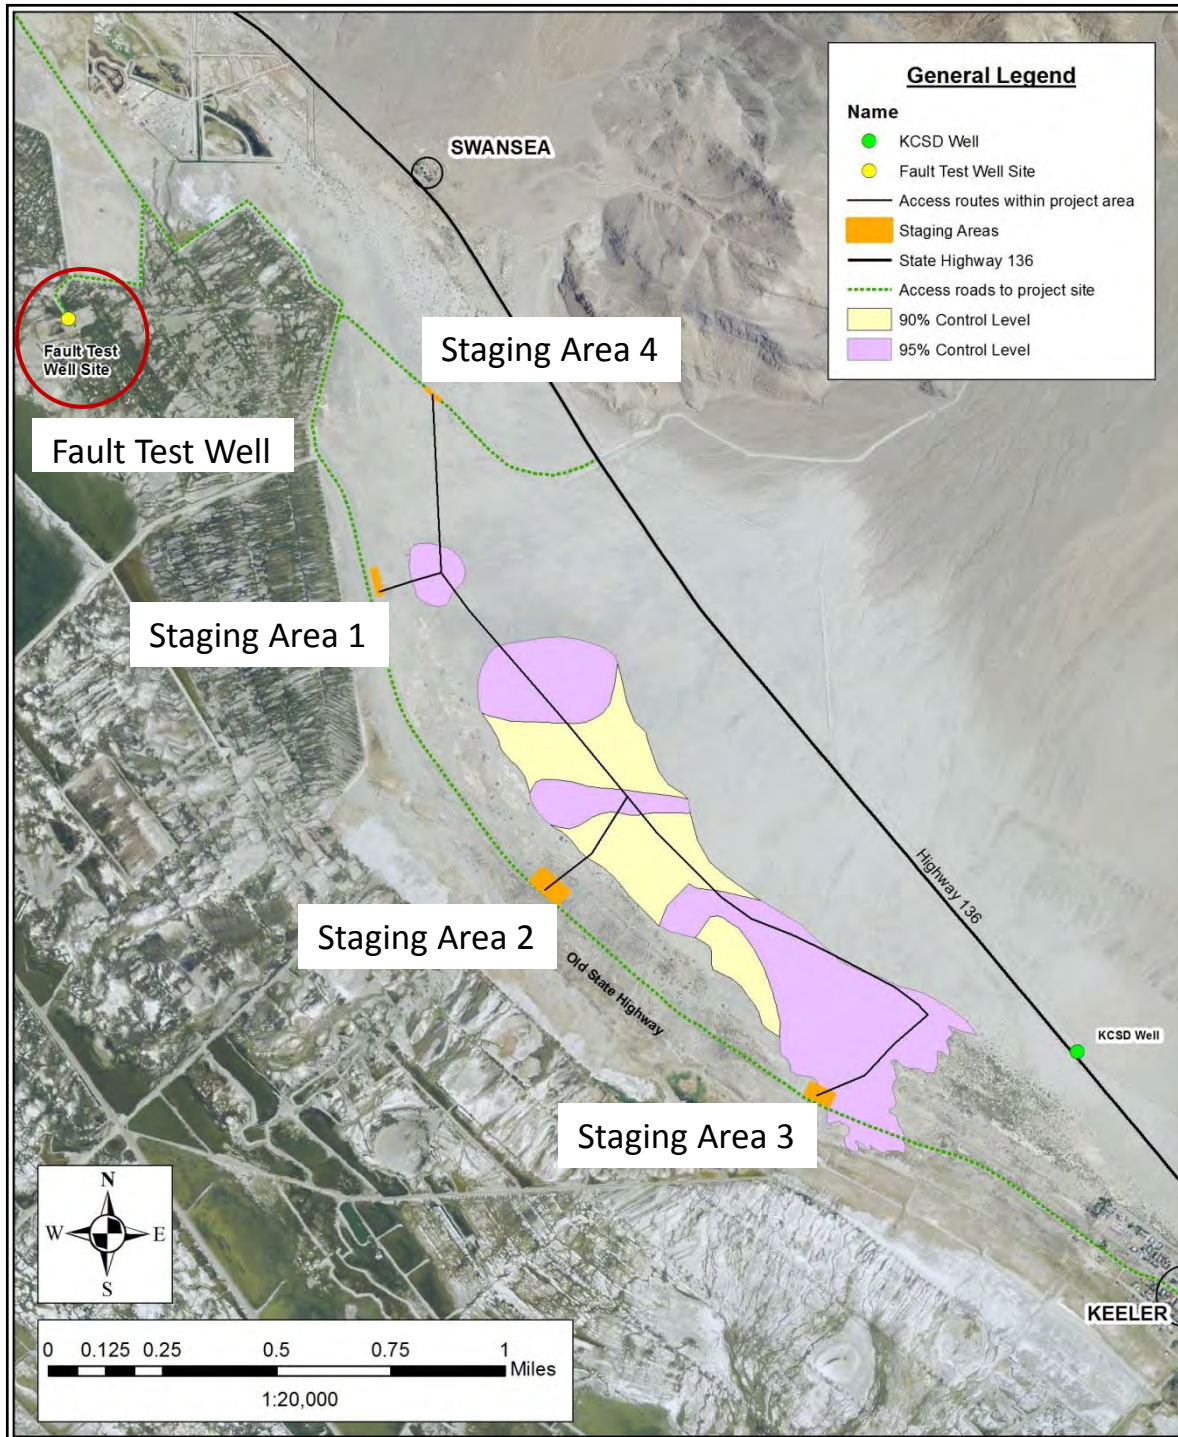 General Legend
Name
KCSD Well
Fault Test Well Site
Access routes within project area
Staging Areas
State Highway 136
Access roads to project site
90% Control Level
95% Control Level
SWANSEA
Staging Area 4
Fault Test
Well Site
Fault Test Well
Staging Area 1
Highway 136
Staging Area 2
Old State Highway
KCSD Well
Staging Area 3
N
W E
S
KEELER
0 0.125 0.25 0.5 0.75 1
Miles
1:20,000